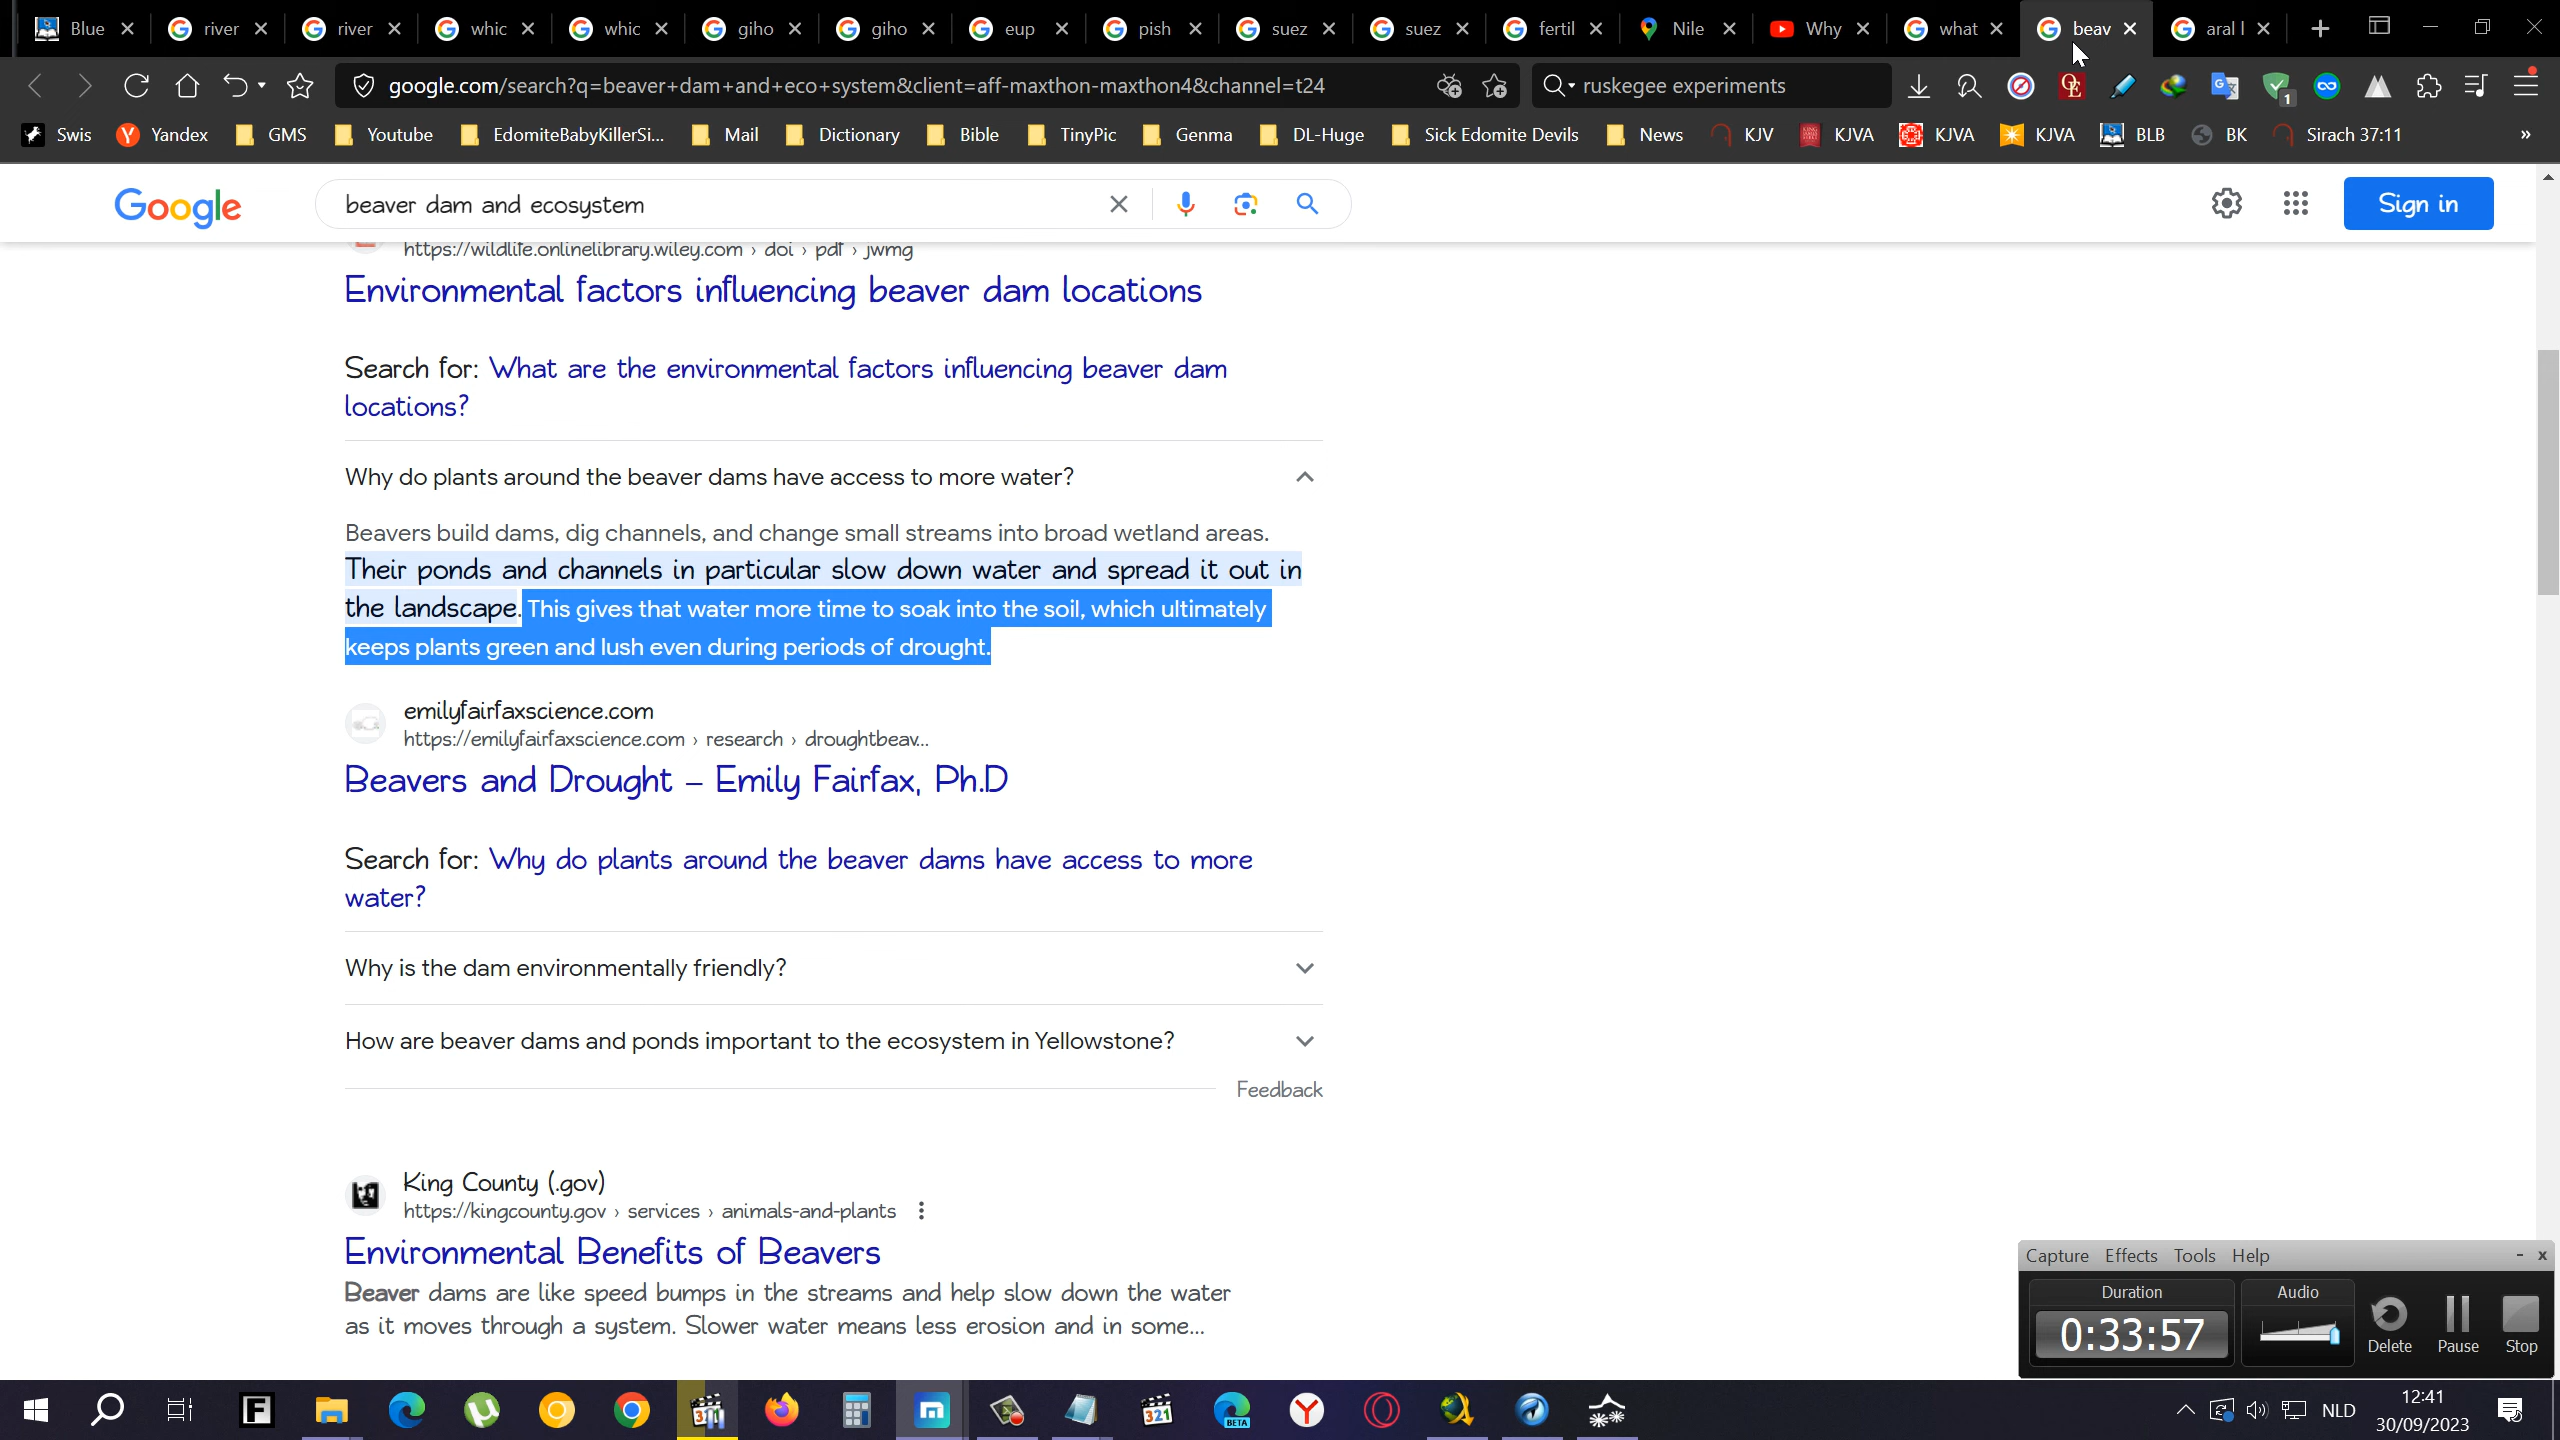 Blue river river whic whic giho giho eup pish suez suez fertil Nile Why what beav aral l
google.com/search?q=beaver+dam+and+eco+system&client=aff-maxthon-maxthon4&channel=t24 ruskegee experiments
Swis Yandex GMS Youtube EdomiteBabyKillerSi... Mail Dictionary Bible TinyPic Genma DL-Huge Sick Edomite Devils News KJV KJVA KJVA KJVA BLB BK Sirach 37:11 »
Google beaver dam and ecosystem Sign in
https://wildlife.onlinelibrary.wiley.com › doi › pdf › jwmg
Environmental factors influencing beaver dam locations
Search for: What are the environmental factors influencing beaver dam
locations?
Why do plants around the beaver dams have access to more water?
Beavers build dams, dig channels, and change small streams into broad wetland areas.
Their ponds and channels in particular slow down water and spread it out in
the landscape. This gives that water more time to soak into the soil, which ultimately
keeps plants green and lush even during periods of drought.
emilyfairfaxscience.com
https://emilyfairfaxscience.com › research › droughtbeav...
Beavers and Drought – Emily Fairfax, Ph.D
Search for: Why do plants around the beaver dams have access to more
water?
Why is the dam environmentally friendly?
How are beaver dams and ponds important to the ecosystem in Yellowstone?
Feedback
King County (.gov)
https://kingcounty.gov › services › animals-and-plants
Environmental Benefits of Beavers
Beaver dams are like speed bumps in the streams and help slow down the water
as it moves through a system. Slower water means less erosion and in some...
Capture Effects Tools Help - x
Duration Audio
0:33:57 Delete Pause Stop
NLD 12:41
30/09/2023